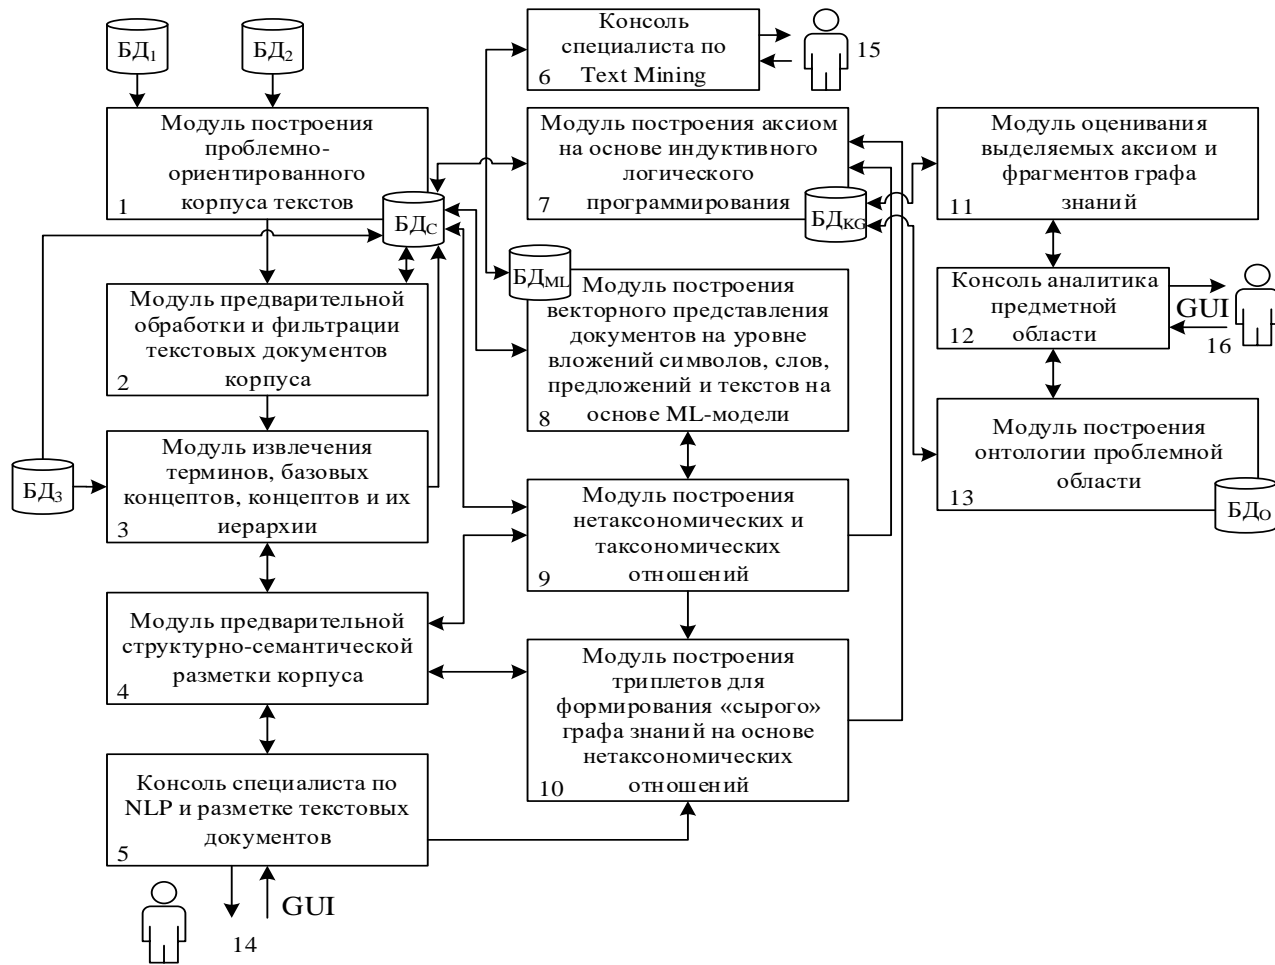 БД1
БД2
Модуль построения
проблемно-
ориентированного
корпуса текстов
1
БДC
Модуль предварительной
обработки и фильтрации
текстовых документов
корпуса
2
Модуль извлечения
терминов, базовых
концептов, концептов и их
иерархии
3
БД3
Модуль предварительной
структурно-семантической
разметки корпуса
4
Консоль специалиста по
NLP и разметке текстовых
документов
5
GUI
14
Консоль
специалиста по
Text Mining
6
15
Модуль построения аксиом
на основе индуктивного
логического
программирования
7
БДKG
БДML
Модуль построения
векторного представления
документов на уровне
вложений символов, слов,
предложений и текстов на
основе ML-модели
8
Модуль построения
нетаксономических и
таксономических
отношений
9
Модуль построения
триплетов для
формирования «сырого»
графа знаний на основе
нетаксономических
отношений
10
Модуль оценивания
выделяемых аксиом и
фрагментов графа
знаний
11
Консоль аналитика
предметной
области
12
GUI
16
Модуль построения
онтологии проблемной
области
13
БДO